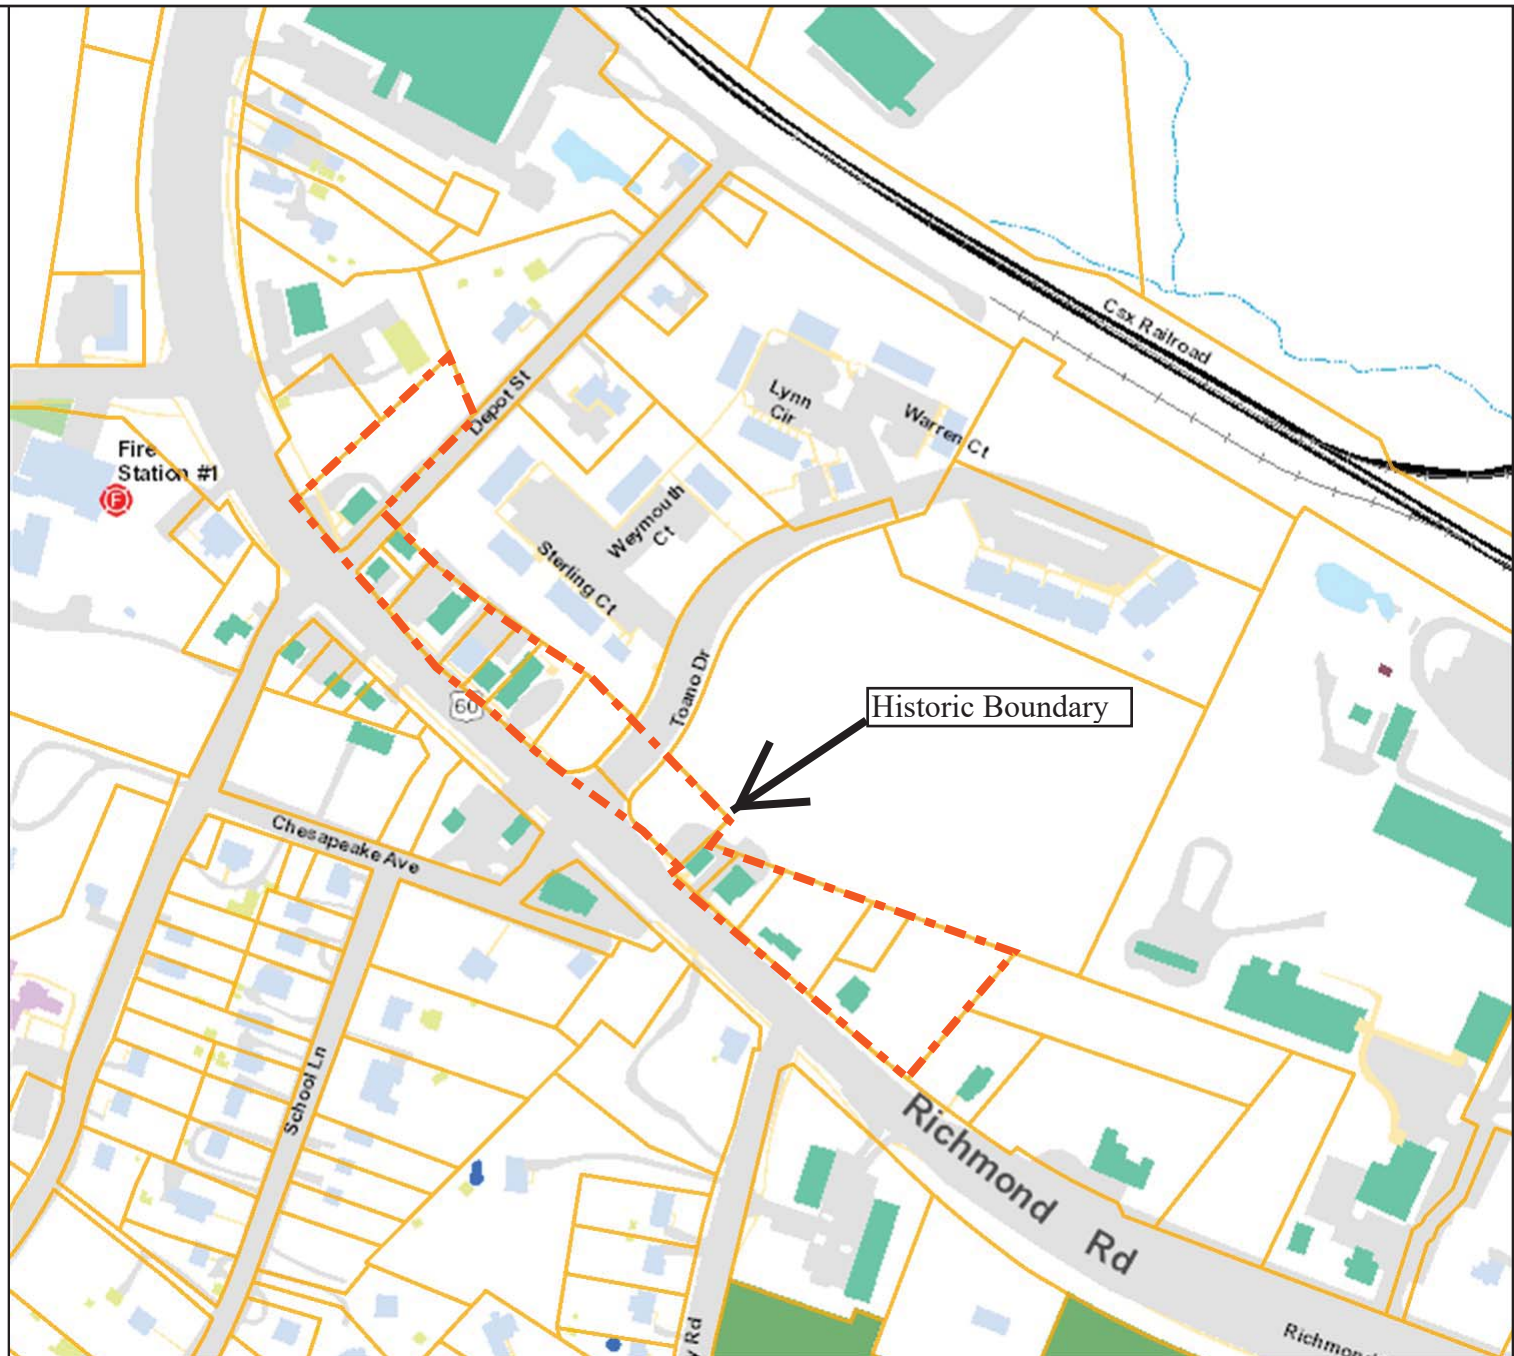 Csx Railroad
Lynn
Cir
Warren Ct
Depot St
Fire
Station #1
F
Weymouth
Ct
Sterling Ct
Toano Dr
60
Historic Boundary
Chesapeake Ave
School Ln
Richmond Rd
Rd